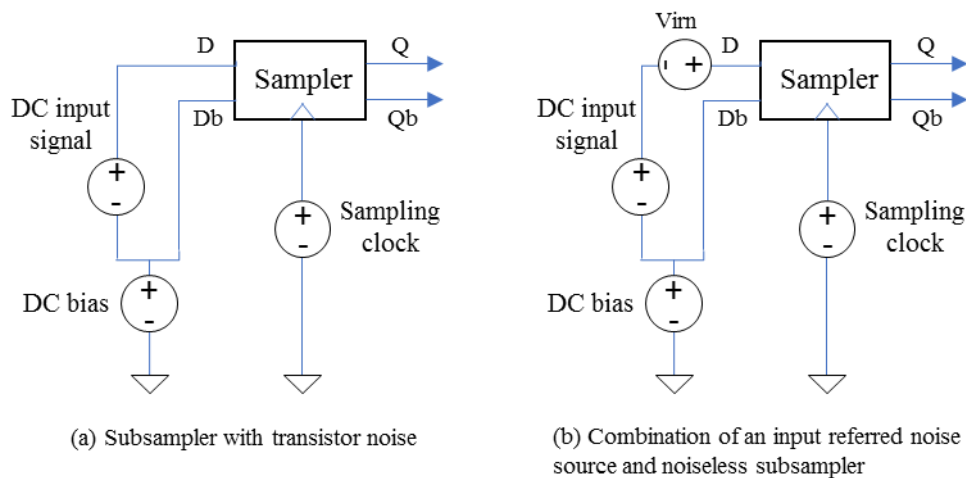 D
Q
Sampler
Db
Qb
DC input
signal
+
-
Sampling
clock
+
-
DC bias
+
-
(a) Subsampler with transistor noise
Virn
- +
D
Q
Sampler
Db
Qb
DC input
signal
+
-
Sampling
clock
+
-
DC bias
+
-
(b) Combination of an input referred noise
source and noiseless subsampler